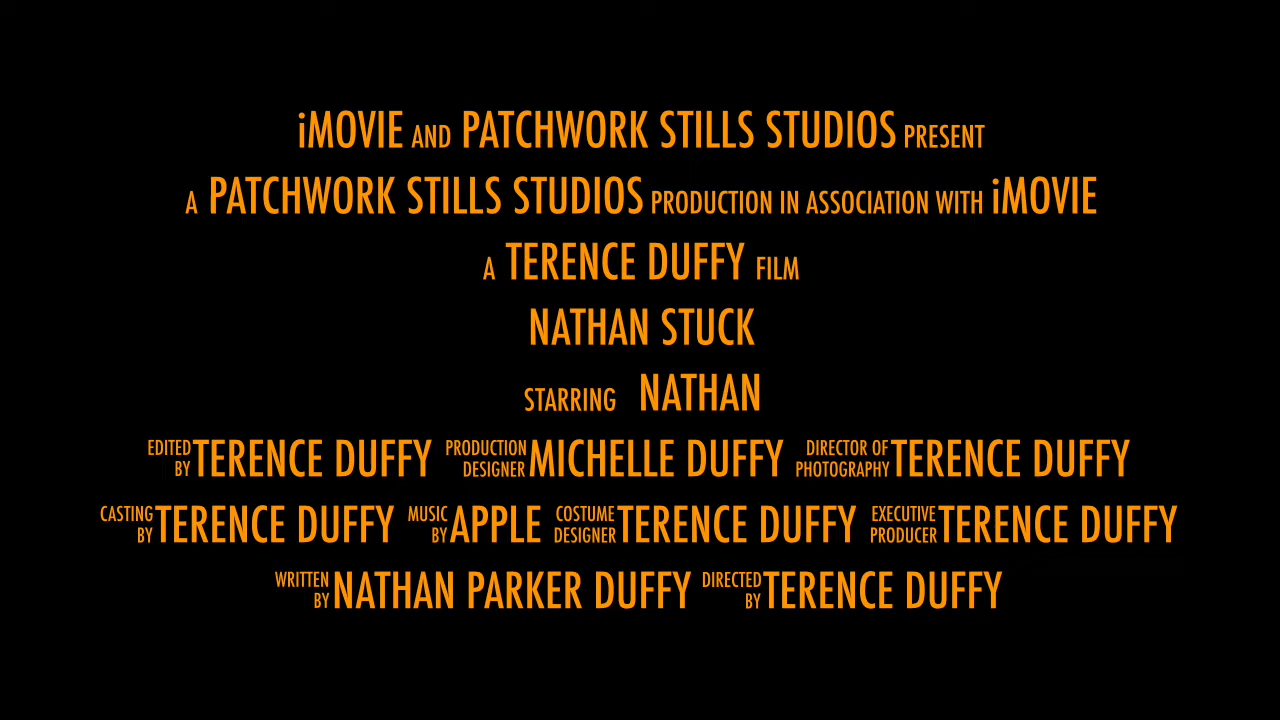 iMOVIE AND PATCHWORK STILLS STUDIOS PRESENT
A PATCHWORK STILLS STUDIOS PRODUCTION IN ASSOCIATION WITH iMOVIE
A TERENCE DUFFY FILM
NATHAN STUCK
STARRING NATHAN
EDITED BY TERENCE DUFFY PRODUCTION DESIGNER MICHELLE DUFFY DIRECTOR OF PHOTOGRAPHY TERENCE DUFFY
CASTING BY TERENCE DUFFY MUSIC BY APPLE COSTUME DESIGNER TERENCE DUFFY EXECUTIVE PRODUCER TERENCE DUFFY
WRITTEN BY NATHAN PARKER DUFFY DIRECTED BY TERENCE DUFFY